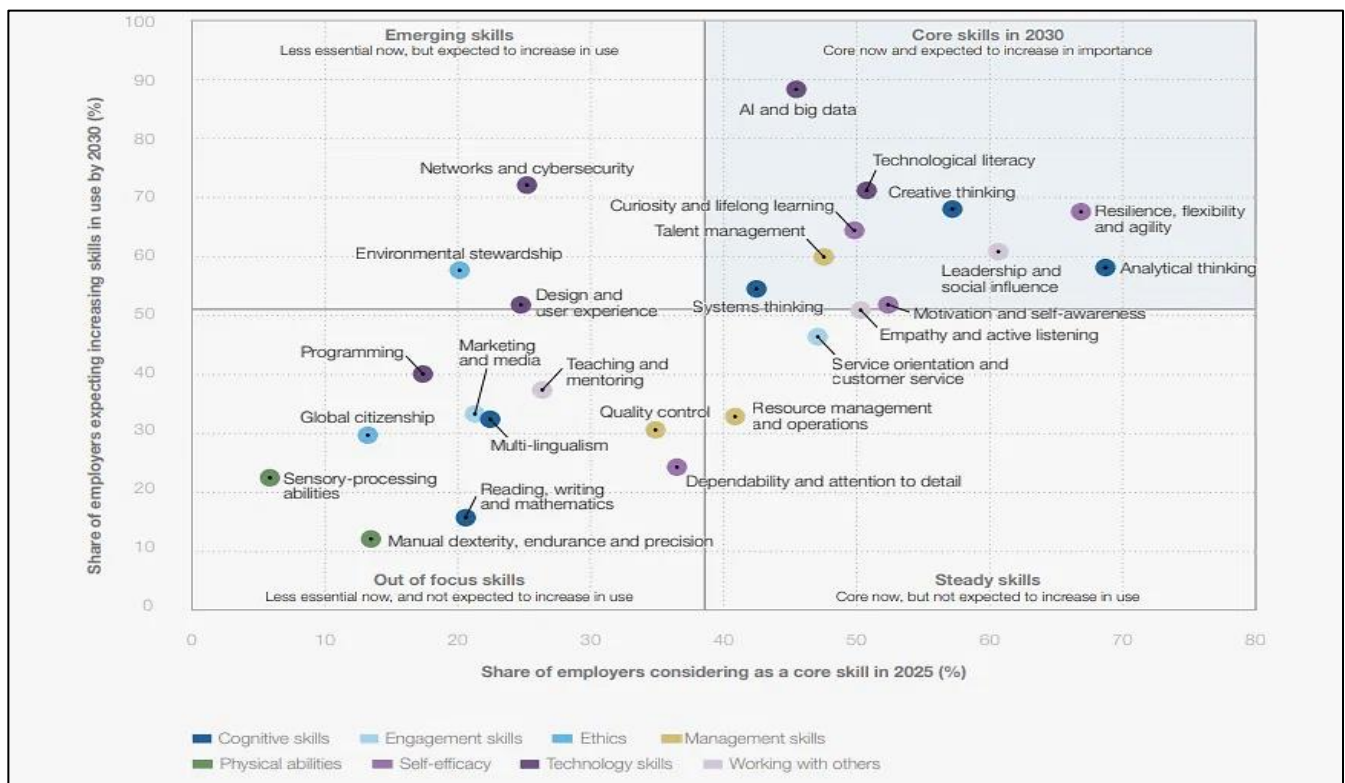 100
90
80
70
60
50
40
30
20
10
0
Share of employers expecting increasing skills in use by 2030 (%)
Emerging skills
Less essential now, but expected to increase in use
Core skills in 2030
Core now and expected to increase in importance
AI and big data
Networks and cybersecurity
Technological literacy
Creative thinking
Curiosity and lifelong learning
Resilience, flexibility
and agility
Talent management
Environmental stewardship
Leadership and
social influence
Analytical thinking
Design and
user experience
Systems thinking
Motivation and self-awareness
Empathy and active listening
Programming
Marketing
and media
Teaching and
mentoring
Service orientation and
customer service
Global citizenship
Quality control
Resource management
and operations
Multi-lingualism
Sensory-processing
abilities
Reading, writing
and mathematics
Dependability and attention to detail
Manual dexterity, endurance and precision
Out of focus skills
Less essential now, and not expected to increase in use
Steady skills
Core now, but not expected to increase in use
0 10 20 30 40 50 60 70 80
Share of employers considering as a core skill in 2025 (%)
Cognitive skills Engagement skills Ethics Management skills
Physical abilities Self-efficacy Technology skills Working with others